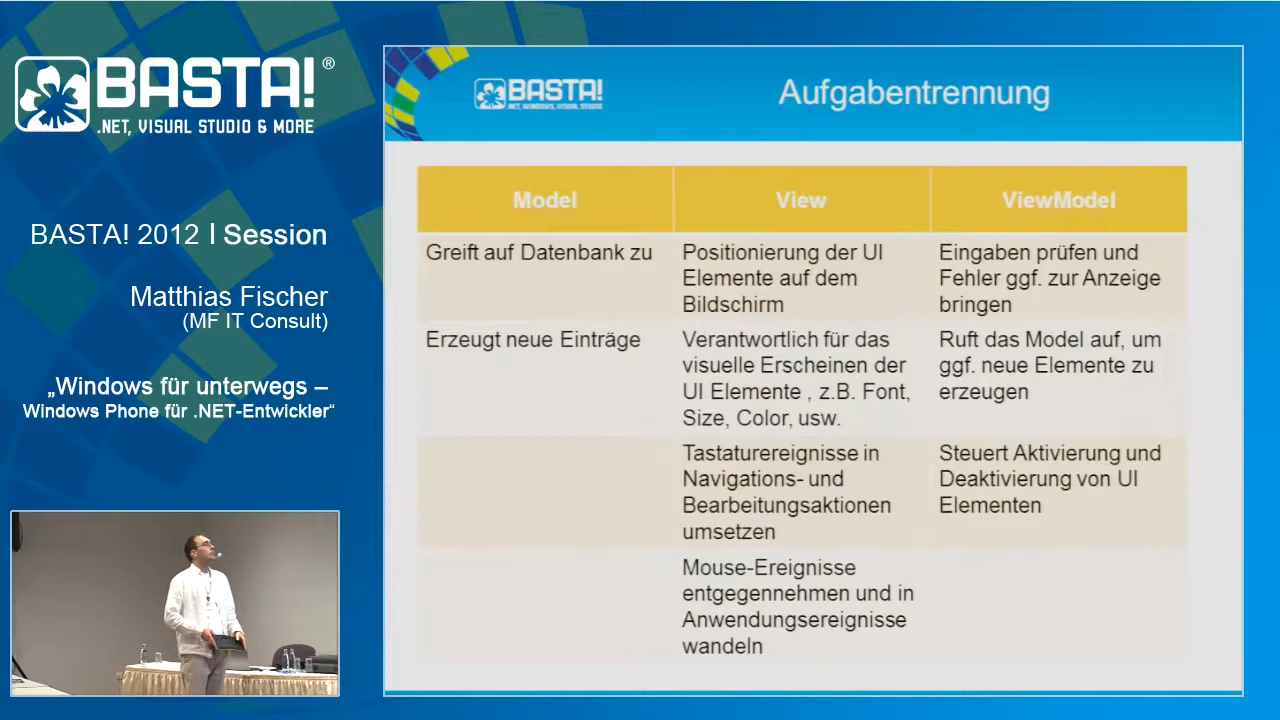 BASTA!®
.NET, VISUAL STUDIO & MORE
BASTA! 2012 | Session
Matthias Fischer
(MF IT Consult)
„Windows für unterwegs –
Windows Phone für .NET-Entwickler“
BASTA!
.NET, WINDOWS, VISUAL STUDIO
Aufgabentrennung
Model
View
ViewModel
Greift auf Datenbank zu
Positionierung der UI
Elemente auf dem
Bildschirm
Eingaben prüfen und
Fehler ggf. zur Anzeige
bringen
Erzeugt neue Einträge
Verantwortlich für das
visuelle Erscheinen der
UI Elemente , z.B. Font,
Size, Color, usw.
Ruft das Model auf, um
ggf. neue Elemente zu
erzeugen
Tastaturereignisse in
Navigations- und
Bearbeitungsaktionen
umsetzen
Steuert Aktivierung und
Deaktivierung von UI
Elementen
Mouse-Ereignisse
entgegennehmen und in
Anwendungsereignisse
wandeln